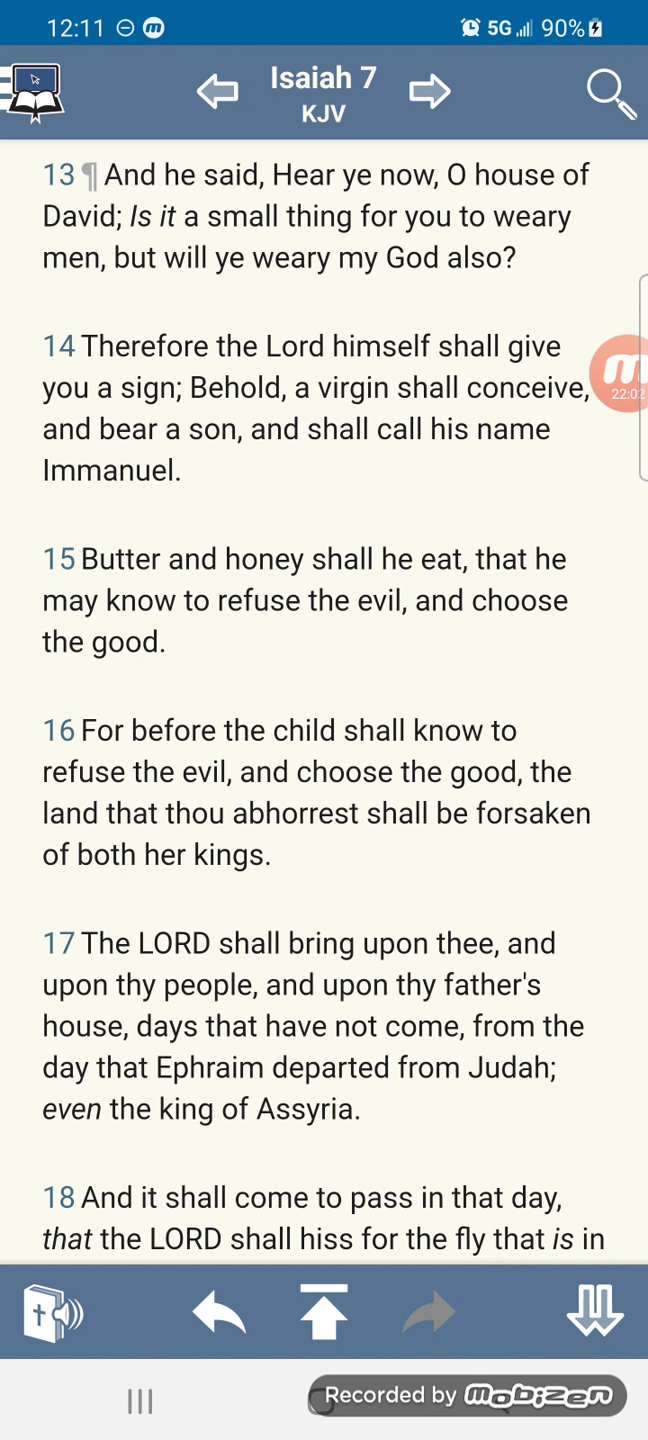 12:11 5G 90%
Isaiah 7
KJV
13 ¶ And he said, Hear ye now, O house of
David; Is it a small thing for you to weary
men, but will ye weary my God also?
14 Therefore the Lord himself shall give
you a sign; Behold, a virgin shall conceive,
and bear a son, and shall call his name
Immanuel.
22:02
15 Butter and honey shall he eat, that he
may know to refuse the evil, and choose
the good.
16 For before the child shall know to
refuse the evil, and choose the good, the
land that thou abhorrest shall be forsaken
of both her kings.
17 The LORD shall bring upon thee, and
upon thy people, and upon thy father's
house, days that have not come, from the
day that Ephraim departed from Judah;
even the king of Assyria.
18 And it shall come to pass in that day,
that the LORD shall hiss for the fly that is in
Recorded by mobizen